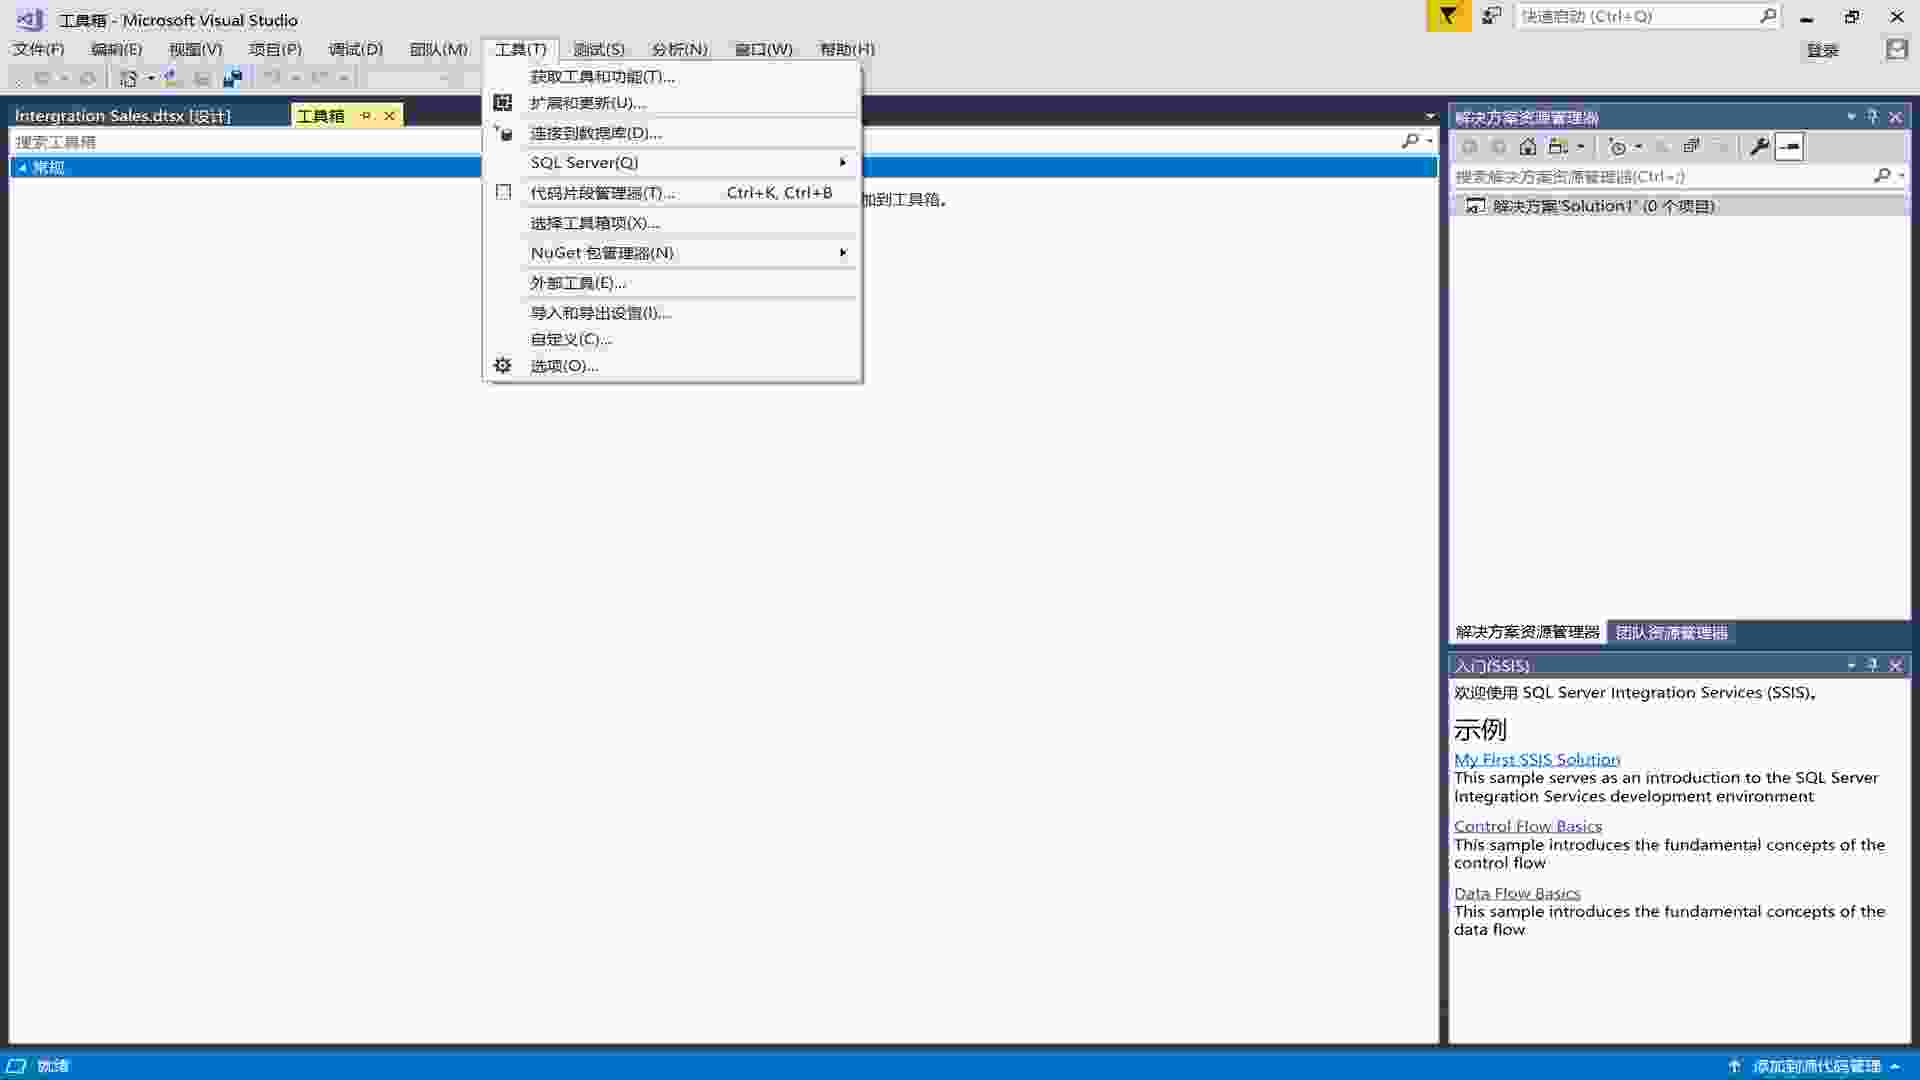 工具箱 - Microsoft Visual Studio
快速启动 (Ctrl+Q)
文件(F) 编辑(E) 视图(V) 项目(P) 调试(D) 团队(M) 工具(T) 测试(S) 分析(N) 窗口(W) 帮助(H)
登录
获取工具和功能(T)...
扩展和更新(U)...
连接到数据库(D)...
SQL Server(Q)
代码片段管理器(T)... Ctrl+K, Ctrl+B
选择工具箱项(X)...
NuGet 包管理器(N)
外部工具(E)...
导入和导出设置(I)...
自定义(C)...
选项(O)...
Intergration Sales.dtsx [设计]
工具箱
搜索工具箱
常规
加到工具箱。
解决方案资源管理器
搜索解决方案资源管理器(Ctrl+;)
解决方案'Solution1' (0 个项目)
解决方案资源管理器 团队资源管理器
入门(SSIS)
欢迎使用 SQL Server Integration Services (SSIS)。
示例
My First SSIS Solution
This sample serves as an introduction to the SQL Server
Integration Services development environment
Control Flow Basics
This sample introduces the fundamental concepts of the
control flow
Data Flow Basics
This sample introduces the fundamental concepts of the
data flow
就绪
添加到源代码管理